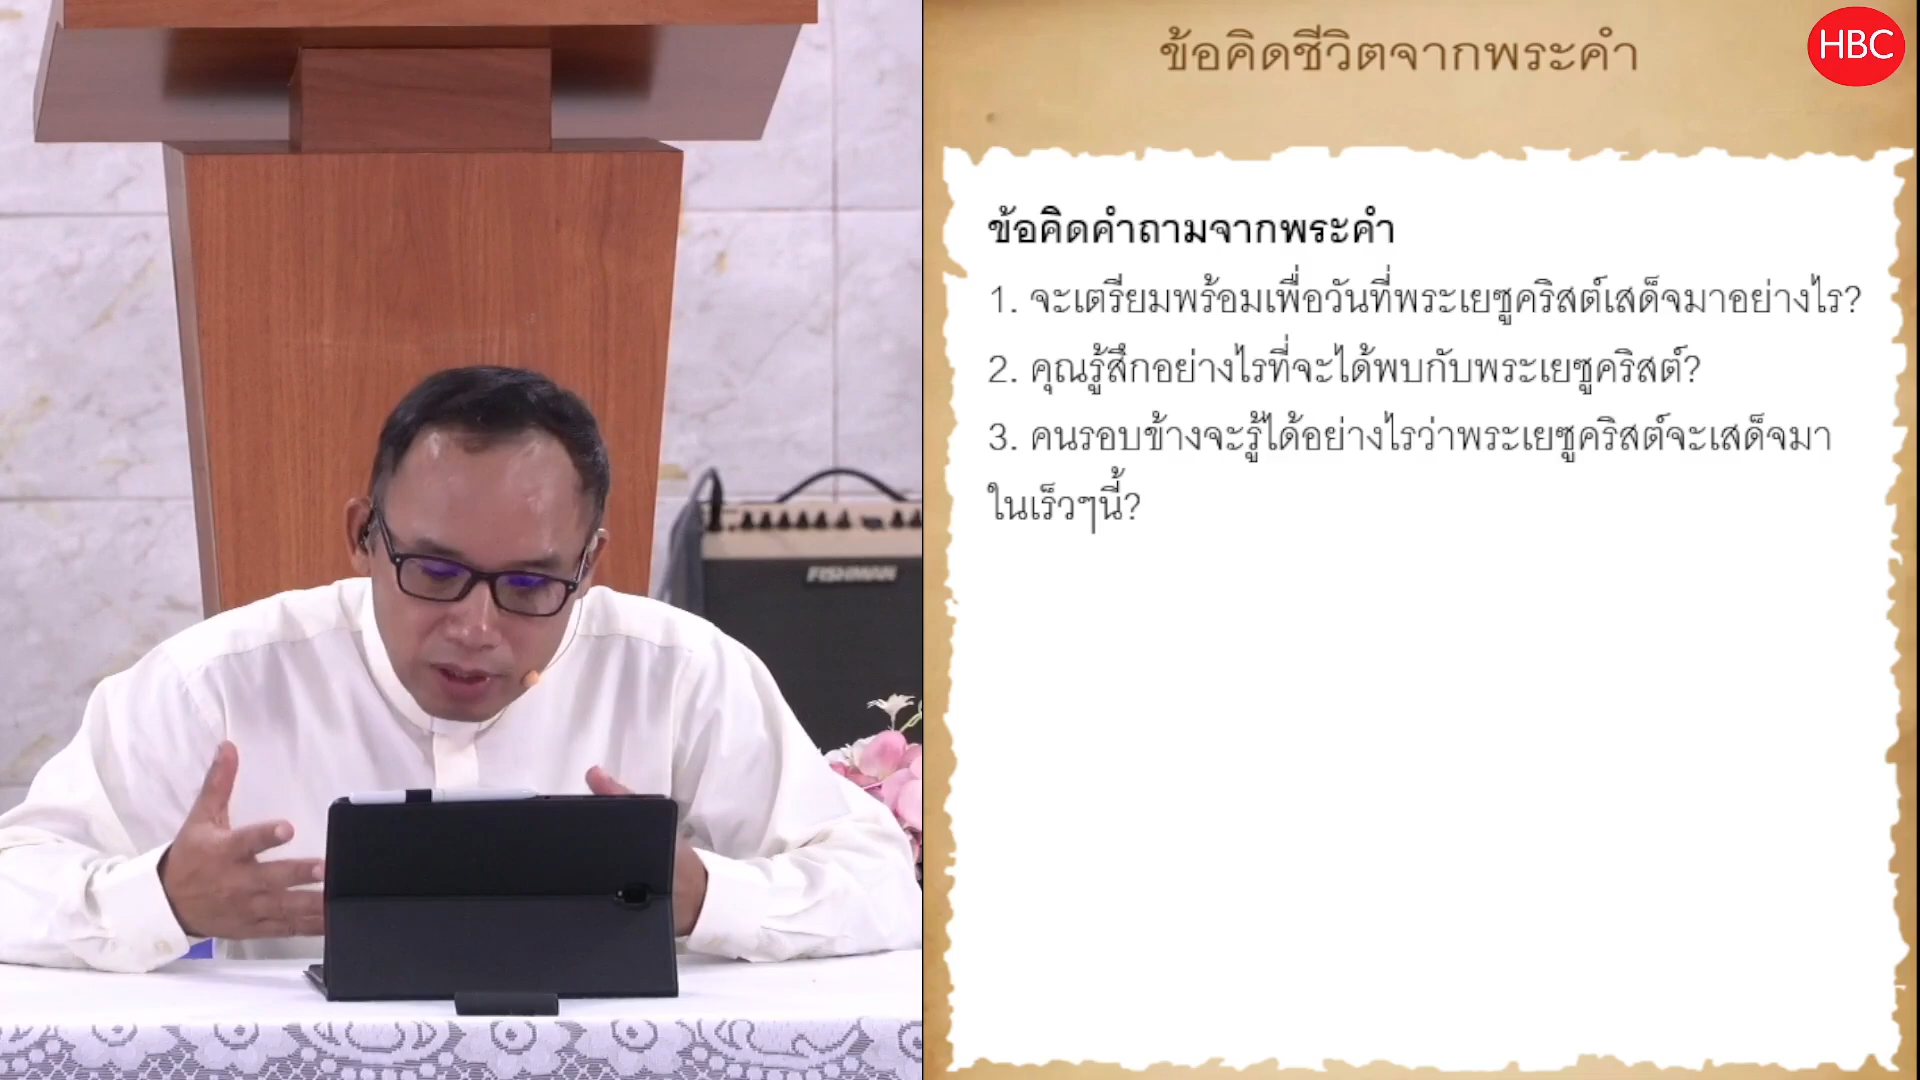 ข้อคิดชีวิตจากพระคำ
HBC
ข้อคิดคำถามจากพระคำ
1. จะเตรียมพร้อมเพื่อวันที่พระเยซูคริสต์เสด็จมาอย่างไร?
2. คุณรู้สึกอย่างไรที่จะได้พบกับพระเยซูคริสต์?
3. คนรอบข้างจะรู้ได้อย่างไรว่าพระเยซูคริสต์จะเสด็จมา
ในเร็วๆนี้?
FISHMAN